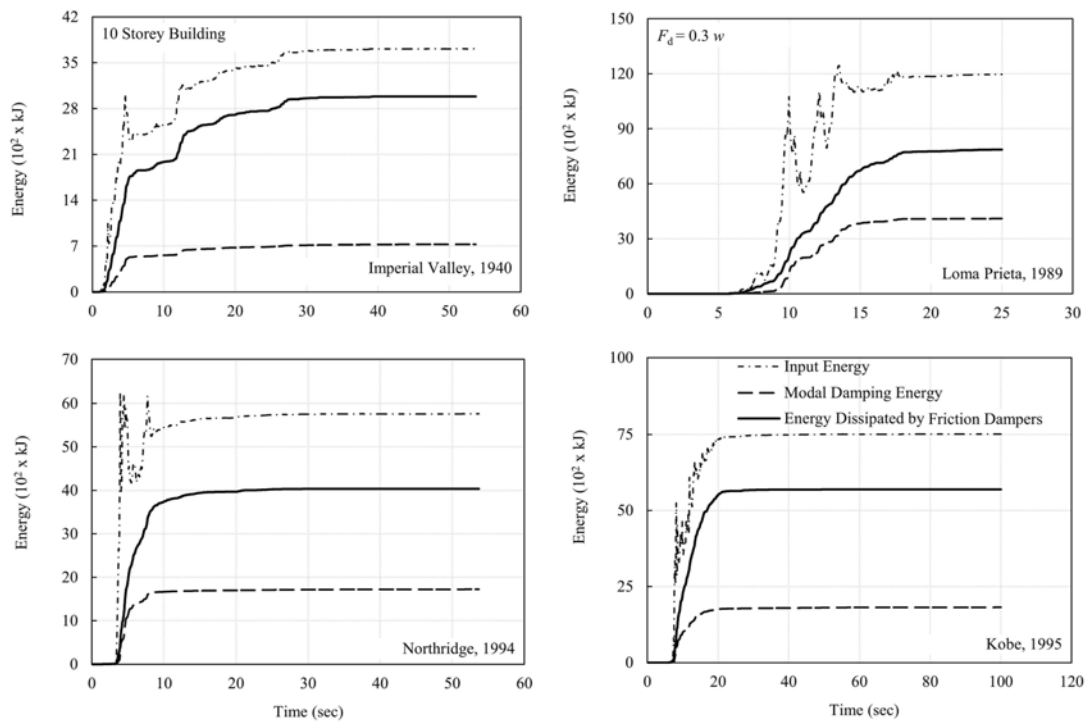 42
35
28
21
14
7
0
Energy (10² x kJ)
10 Storey Building
Imperial Valley, 1940
0 10 20 30 40 50 60
150
120
90
60
30
0
Energy (10² x kJ)
F_d = 0.3 w
Loma Prieta, 1989
0 5 10 15 20 25 30
70
60
50
40
30
20
10
0
Energy (10² x kJ)
Northridge, 1994
0 10 20 30 40 50 60
Time (sec)
100
75
50
25
0
Energy (10² x kJ)
Input Energy
Modal Damping Energy
Energy Dissipated by Friction Dampers
Kobe, 1995
0 20 40 60 80 100 120
Time (sec)